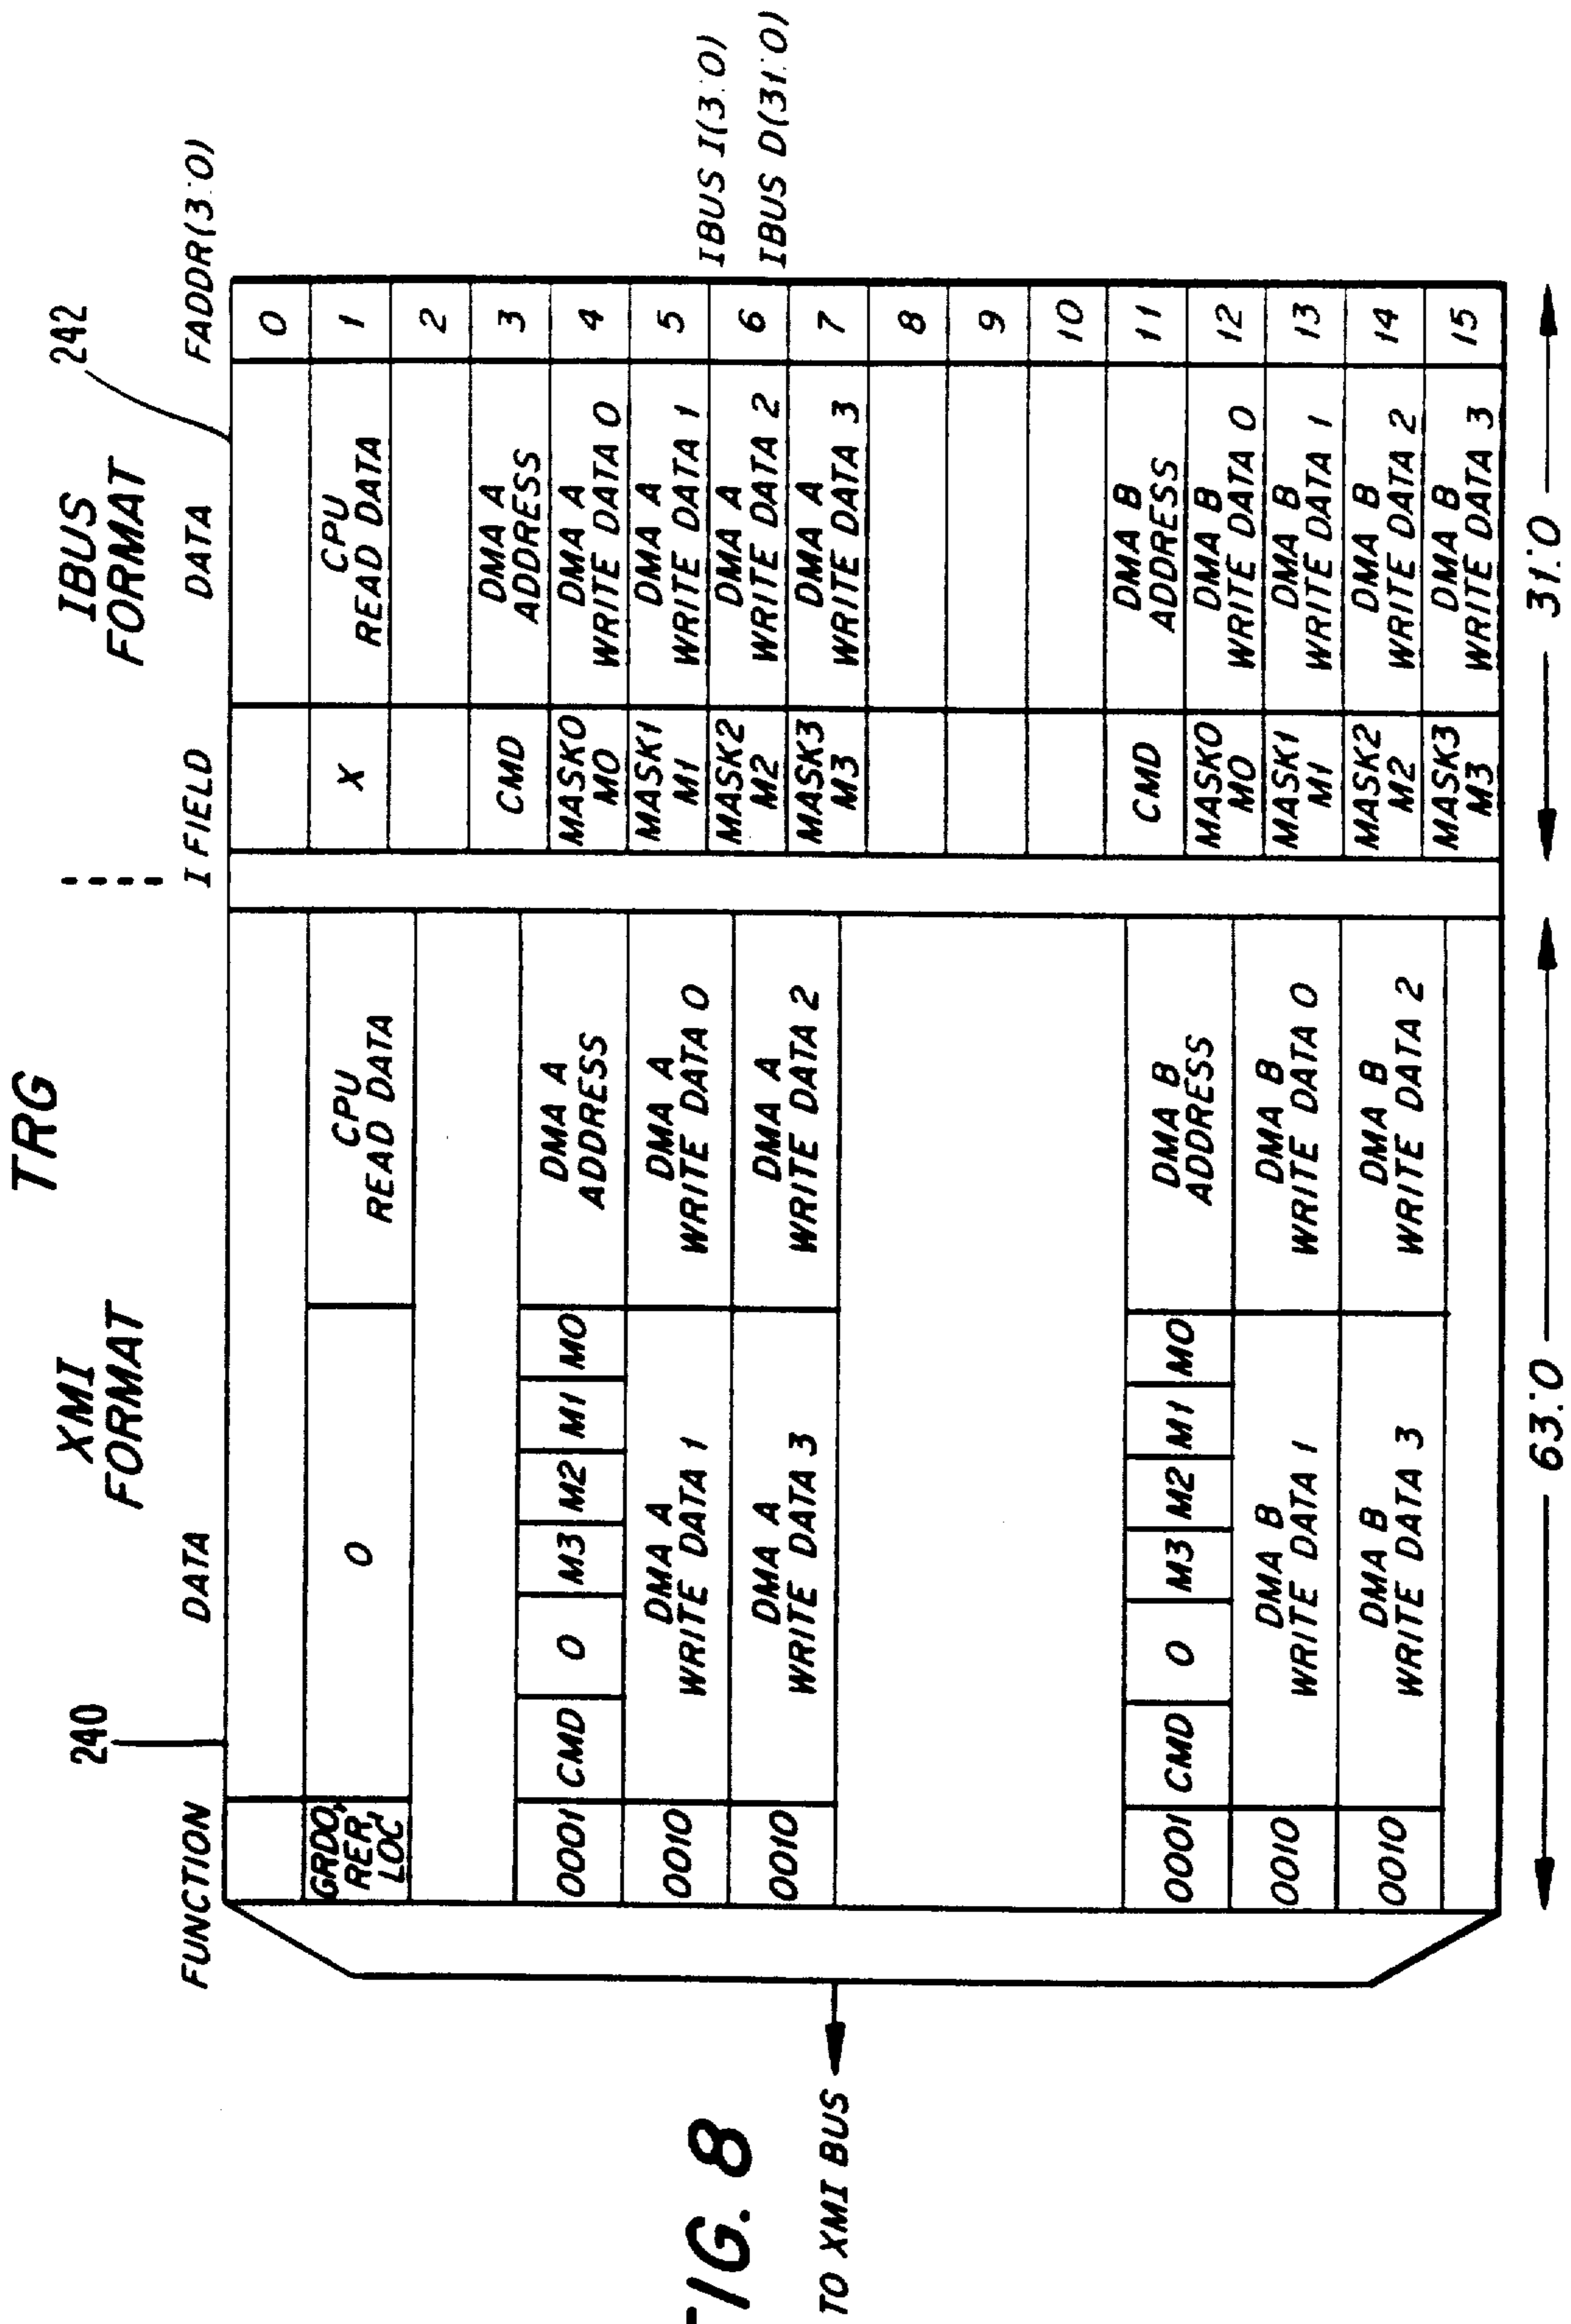 TRG
XMI
FORMAT
IBUS
FORMAT
240
242
FUNCTION
DATA
I FIELD
DATA
FADDR(3:0)
0
GRDO,
RER,
LOC
0
CPU
READ DATA
X
CPU
READ DATA
1
2
CMD
DMA A
ADDRESS
3
0001
CMD
0
M3
M2
M1
M0
DMA A
ADDRESS
MASK0
M0
DMA A
WRITE DATA 0
4
0010
DMA A
WRITE DATA 1
DMA A
WRITE DATA 0
MASK1
M1
DMA A
WRITE DATA 1
5
0010
DMA A
WRITE DATA 3
DMA A
WRITE DATA 2
MASK2
M2
DMA A
WRITE DATA 2
6
MASK3
M3
DMA A
WRITE DATA 3
7
8
9
10
0001
CMD
0
M3
M2
M1
M0
DMA B
ADDRESS
CMD
DMA B
ADDRESS
11
0010
DMA B
WRITE DATA 1
DMA B
WRITE DATA 0
MASK0
M0
DMA B
WRITE DATA 0
12
MASK1
M1
DMA B
WRITE DATA 1
13
0010
DMA B
WRITE DATA 3
DMA B
WRITE DATA 2
MASK2
M2
DMA B
WRITE DATA 2
14
MASK3
M3
DMA B
WRITE DATA 3
15
IBUS I(3:0)
IBUS D(31:0)
63:0
31:0
TO XMI BUS
IG. 8